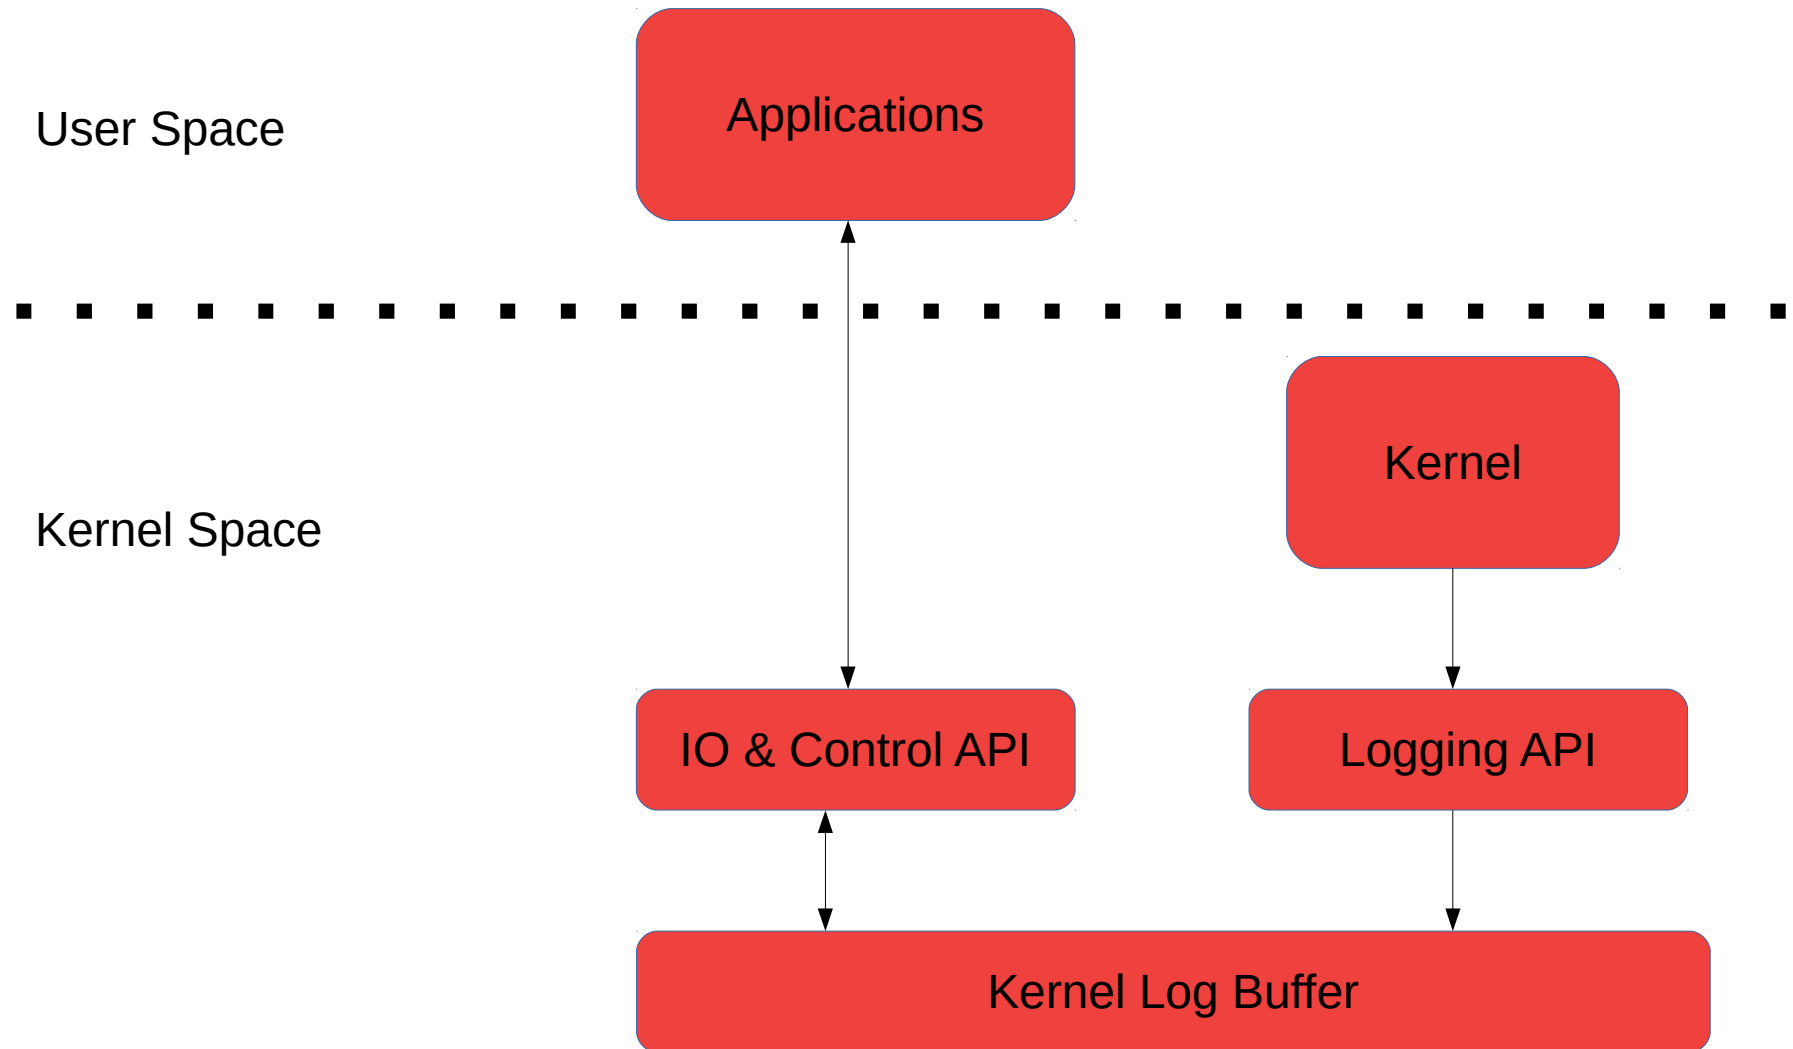 Applications
User Space
Kernel
Kernel Space
IO & Control API
Logging API
Kernel Log Buffer